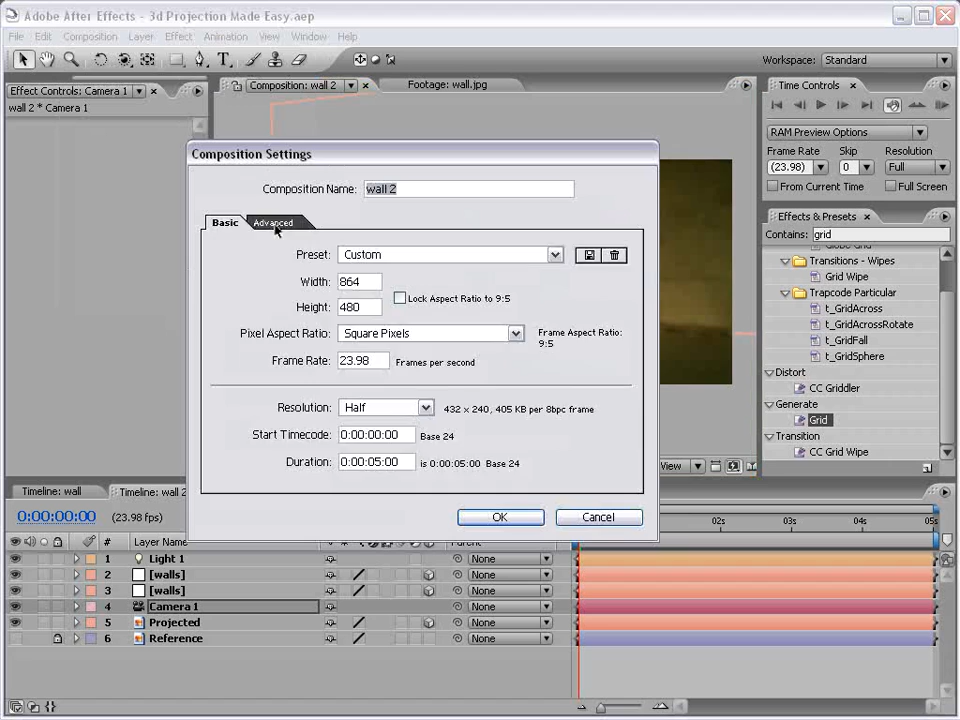 Adobe After Effects - 3d Projection Made Easy.aep
File Edit Composition Layer Effect Animation View Window Help
Workspace: Standard
Effect Controls: Camera 1
wall 2 * Camera 1
Composition: wall 2
Footage: wall.jpg
Time Controls
RAM Preview Options
Frame Rate Skip Resolution
(23.98) 0 Full
From Current Time Full Screen
Effects & Presets
Contains: grid
Transitions - Wipes
Grid Wipe
Trapcode Particular
t_GridAcross
t_GridAcrossRotate
t_GridFall
t_GridSphere
Distort
CC Griddler
Generate
Grid
Transition
CC Grid Wipe
Composition Settings
Composition Name: wall 2
Basic Advanced
Preset: Custom
Width: 864
Height: 480
Lock Aspect Ratio to 9:5
Pixel Aspect Ratio: Square Pixels
Frame Aspect Ratio:
9:5
Frame Rate: 23.98 Frames per second
Resolution: Half 432 x 240, 405 KB per 8bpc frame
Start Timecode: 0:00:00:00 Base 24
Duration: 0:00:05:00 is 0:00:05:00 Base 24
OK Cancel
View
Timeline: wall Timeline: wall 2
0:00:00:00 (23.98 fps)
02s 03s 04s 05s
# Layer Name Parent
1 Light 1 None
2 [walls] None
3 [walls] None
4 Camera 1 None
5 Projected None
6 Reference None